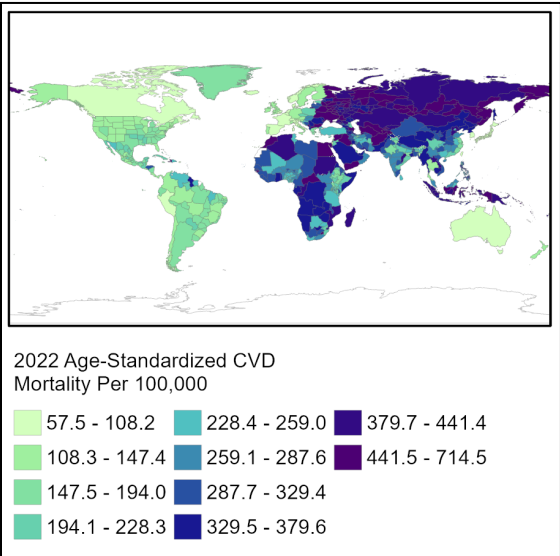 2022 Age-Standardized CVD
Mortality Per 100,000
57.5 - 108.2
108.3 - 147.4
147.5 - 194.0
194.1 - 228.3
228.4 - 259.0
259.1 - 287.6
287.7 - 329.4
329.5 - 379.6
379.7 - 441.4
441.5 - 714.5